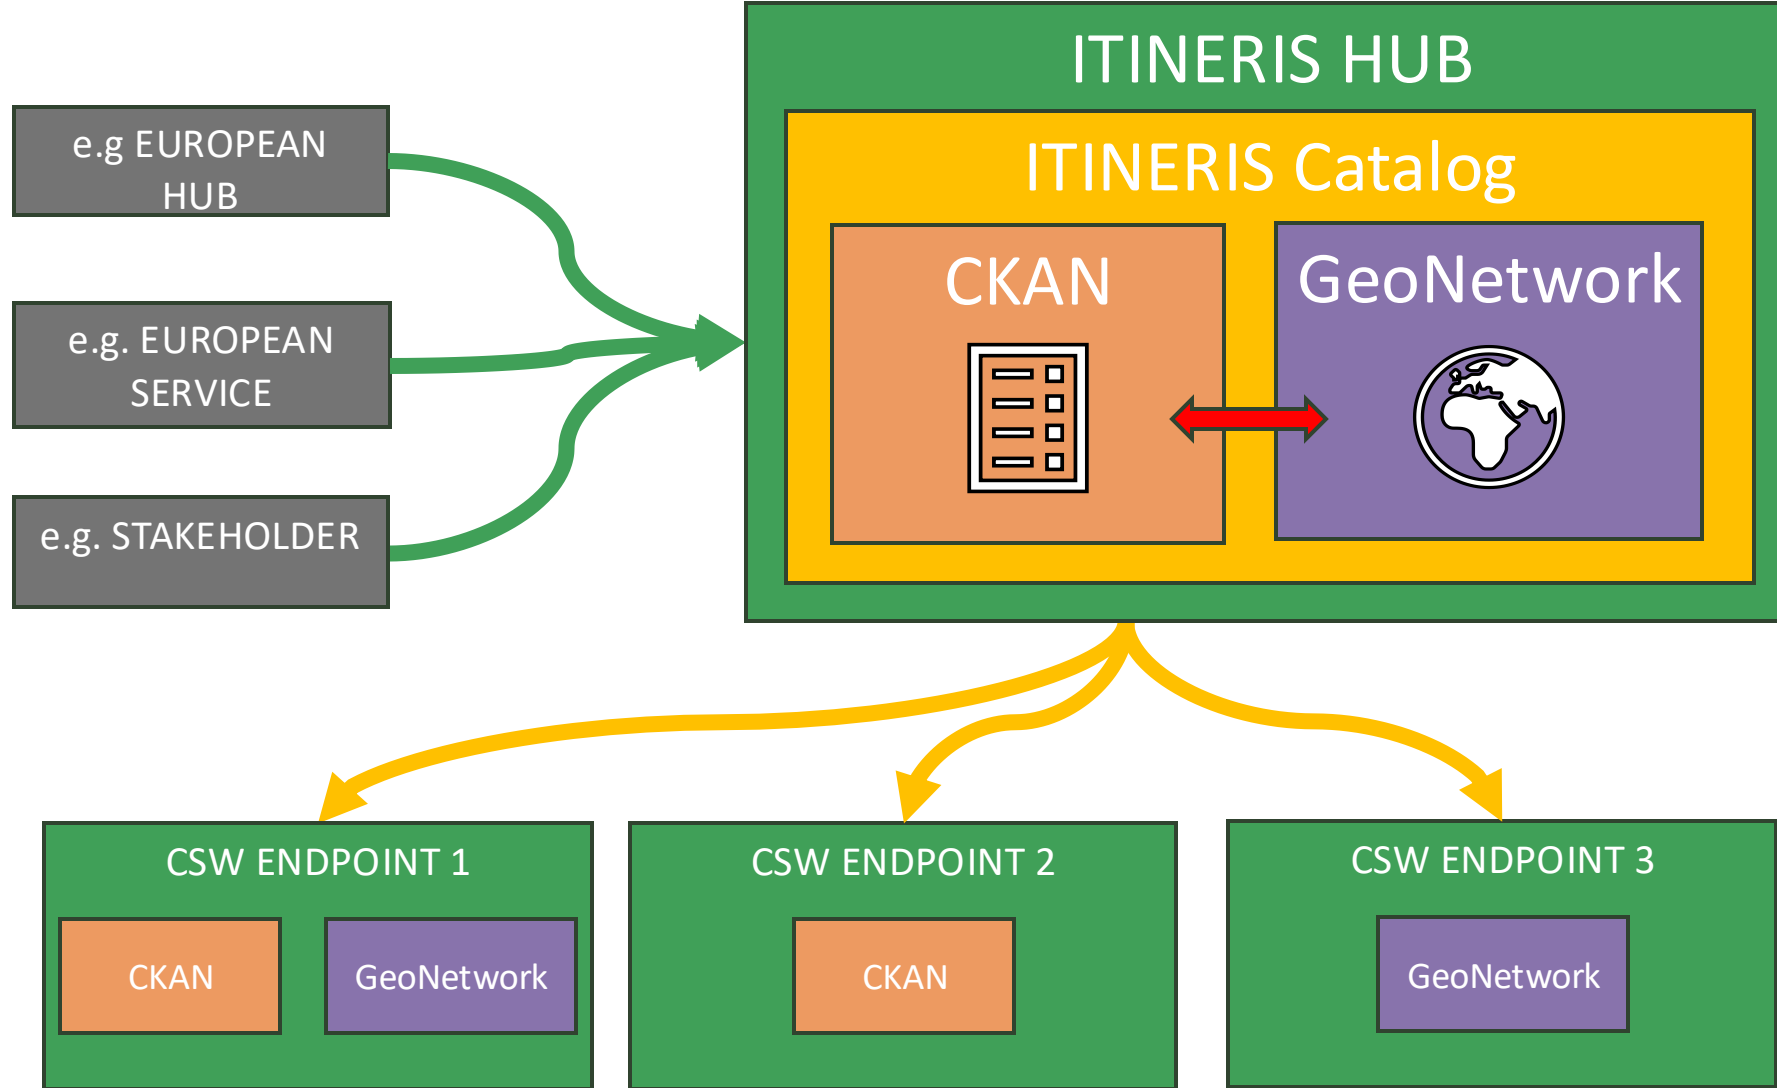 ITINERIS HUB
ITINERIS Catalog
CKAN
GeoNetwork
e.g EUROPEAN
HUB
e.g. EUROPEAN
SERVICE
e.g. STAKEHOLDER
CSW ENDPOINT 1
CKAN
GeoNetwork
CSW ENDPOINT 2
CKAN
CSW ENDPOINT 3
GeoNetwork